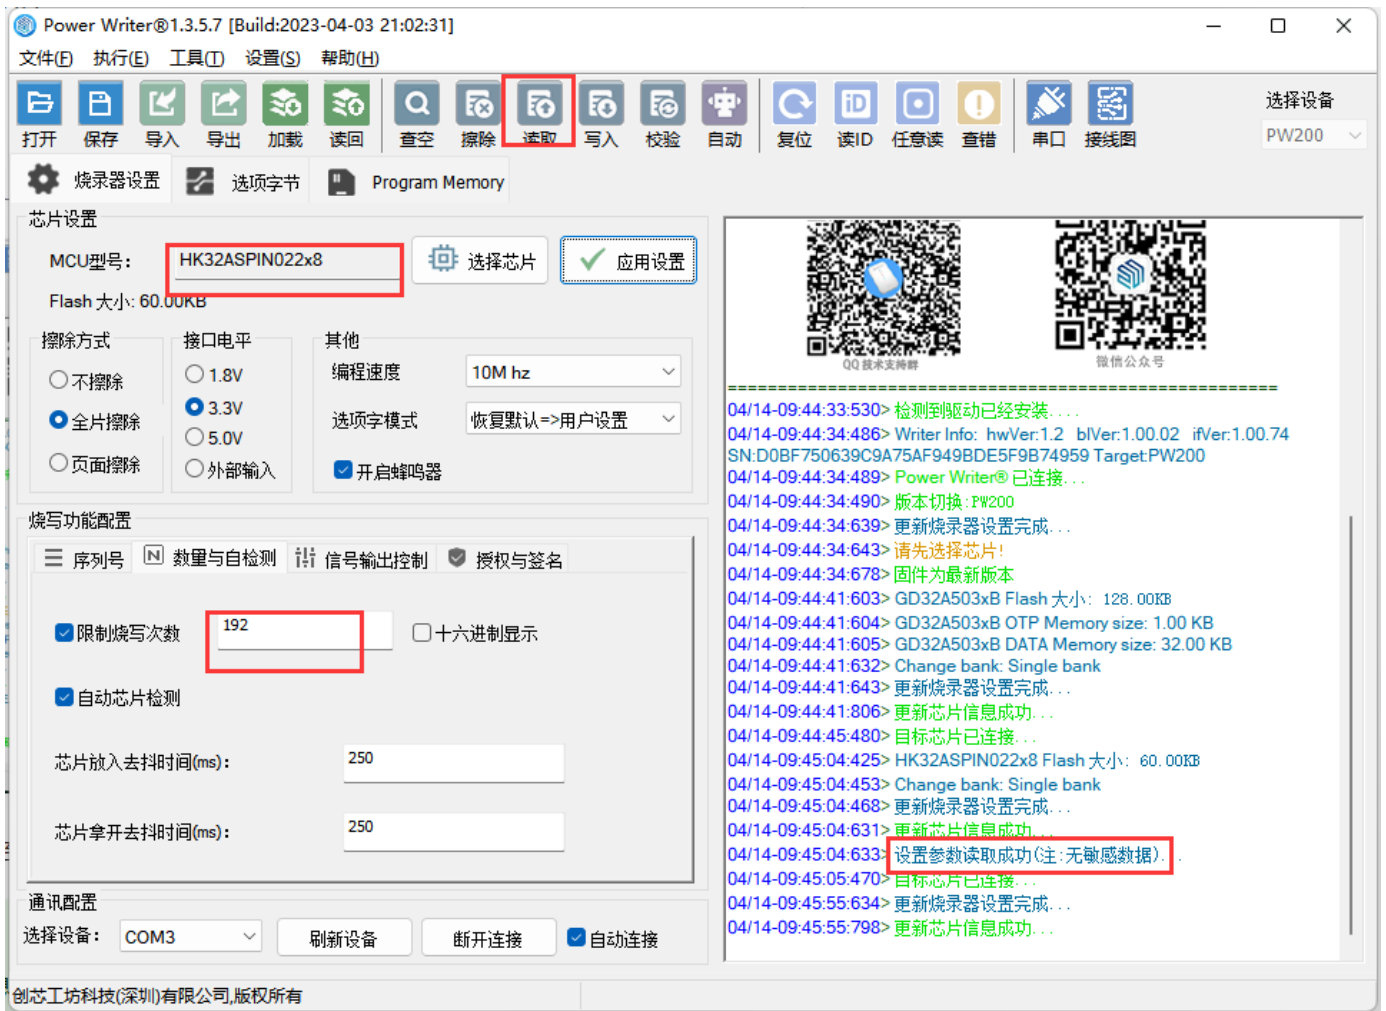 Power Writer®1.3.5.7 [Build:2023-04-03 21:02:31]
文件(F) 执行(E) 工具(T) 设置(S) 帮助(H)
打开 保存 导入 导出 加载 读回 查空 擦除 读取 写入 校验 自动 复位 读ID 任意读 查错 串口 接线图
选择设备
PW200
烧录器设置 选项字节 Program Memory
芯片设置
MCU型号: HK32ASPIN022x8 选择芯片 应用设置
Flash 大小: 60.00KB
擦除方式
不擦除
全片擦除
页面擦除
接口电平
1.8V
3.3V
5.0V
外部输入
其他
编程速度 10M hz
选项字模式 恢复默认=>用户设置
开启蜂鸣器
烧写功能配置
序列号 数量与自检测 信号输出控制 授权与签名
限制烧写次数 192 十六进制显示
自动芯片检测
芯片放入去抖时间(ms): 250
芯片拿开去抖时间(ms): 250
通讯配置
选择设备: COM3 刷新设备 断开连接 自动连接
QQ 技术支持群 微信公众号
==========================================================
04/14-09:44:33:530> 检测到驱动已经安装....
04/14-09:44:34:486> Writer Info: hwVer:1.2 blVer:1.00.02 ifVer:1.00.74
SN:D0BF750639C9A75AF949BDE5F9B74959 Target:PW200
04/14-09:44:34:489> Power Writer® 已连接...
04/14-09:44:34:490> 版本切换:PW200
04/14-09:44:34:639> 更新烧录器设置完成...
04/14-09:44:34:643> 请先选择芯片!
04/14-09:44:34:678> 固件为最新版本
04/14-09:44:41:603> GD32A503xB Flash 大小: 128.00KB
04/14-09:44:41:604> GD32A503xB OTP Memory size: 1.00 KB
04/14-09:44:41:605> GD32A503xB DATA Memory size: 32.00 KB
04/14-09:44:41:632> Change bank: Single bank
04/14-09:44:41:643> 更新烧录器设置完成...
04/14-09:44:41:806> 更新芯片信息成功...
04/14-09:44:45:480> 目标芯片已连接...
04/14-09:45:04:425> HK32ASPIN022x8 Flash 大小: 60.00KB
04/14-09:45:04:453> Change bank: Single bank
04/14-09:45:04:468> 更新烧录器设置完成...
04/14-09:45:04:631> 更新芯片信息成功...
04/14-09:45:04:633> 设置参数读取成功(注:无敏感数据)...
04/14-09:45:05:470> 目标芯片已连接...
04/14-09:45:55:634> 更新烧录器设置完成...
04/14-09:45:55:798> 更新芯片信息成功...
创芯工坊科技(深圳)有限公司,版权所有